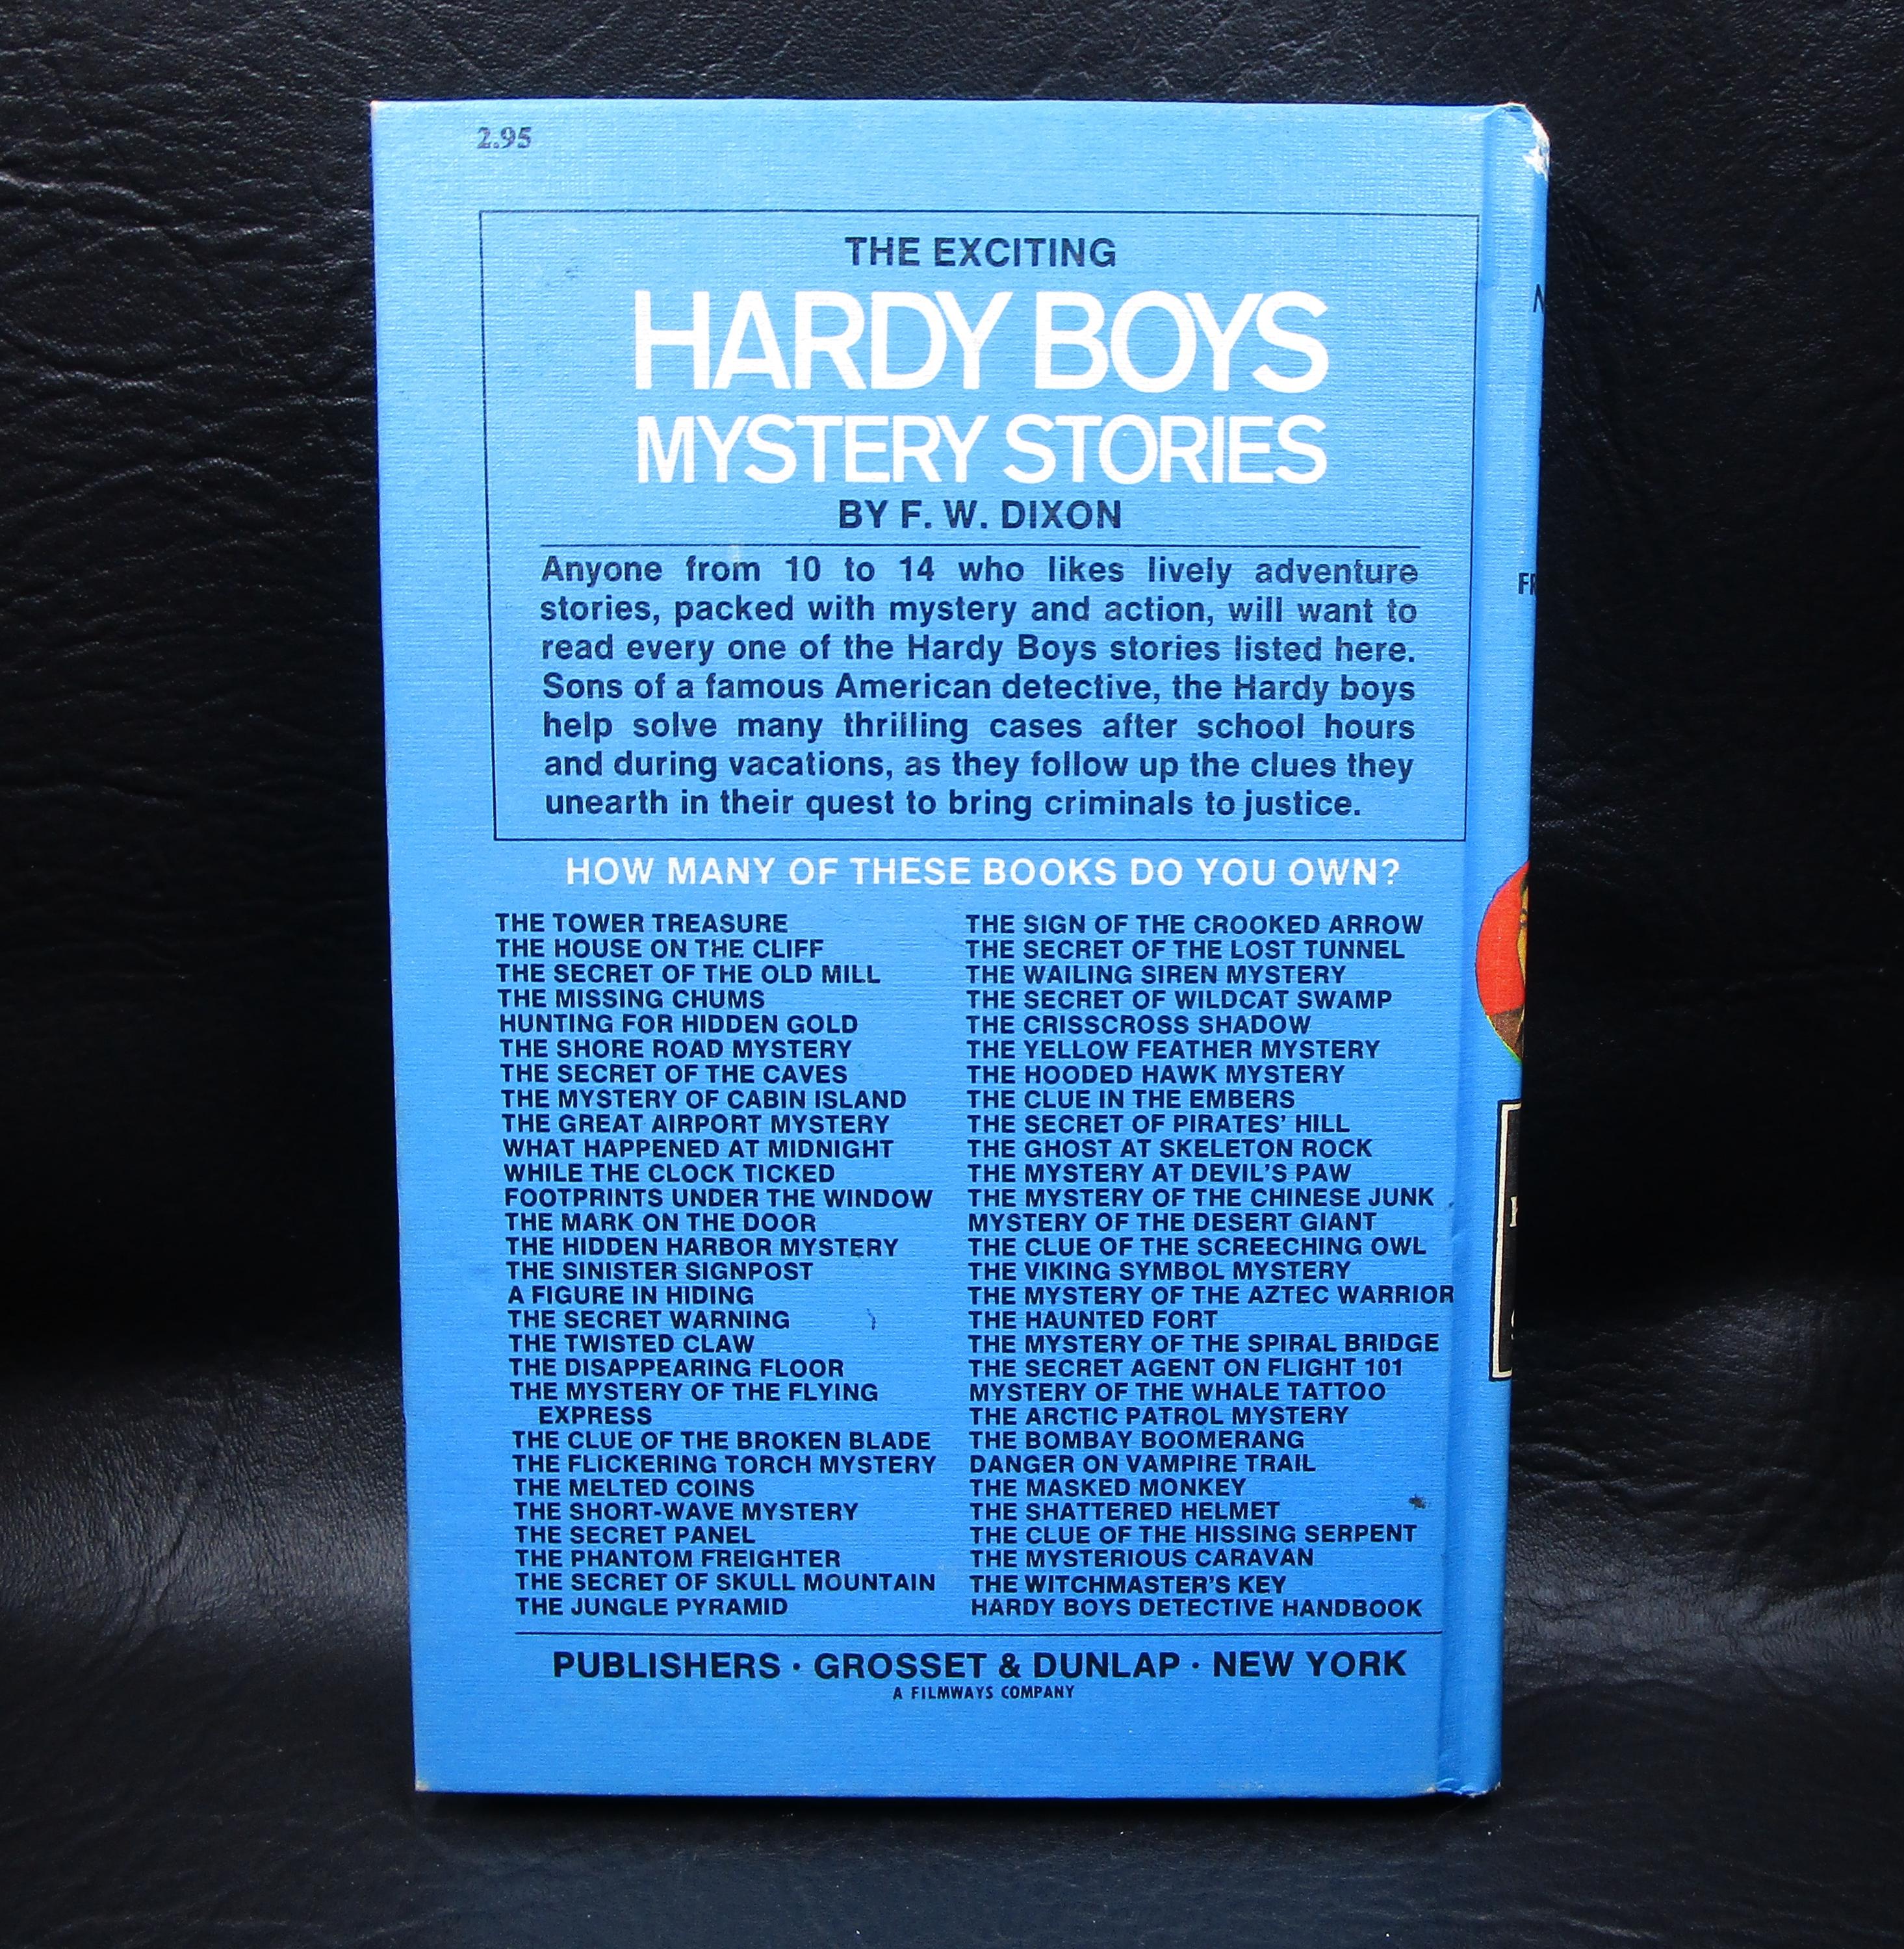 2.95
THE EXCITING
HARDY BOYS
MYSTERY STORIES
BY F. W. DIXON
Anyone from 10 to 14 who likes lively adventure
stories, packed with mystery and action, will want to
read every one of the Hardy Boys stories listed here.
Sons of a famous American detective, the Hardy boys
help solve many thrilling cases after school hours
and during vacations, as they follow up the clues they
unearth in their quest to bring criminals to justice.
HOW MANY OF THESE BOOKS DO YOU OWN?
THE TOWER TREASURE
THE HOUSE ON THE CLIFF
THE SECRET OF THE OLD MILL
THE MISSING CHUMS
HUNTING FOR HIDDEN GOLD
THE SHORE ROAD MYSTERY
THE SECRET OF THE CAVES
THE MYSTERY OF CABIN ISLAND
THE GREAT AIRPORT MYSTERY
WHAT HAPPENED AT MIDNIGHT
WHILE THE CLOCK TICKED
FOOTPRINTS UNDER THE WINDOW
THE MARK ON THE DOOR
THE HIDDEN HARBOR MYSTERY
THE SINISTER SIGNPOST
A FIGURE IN HIDING
THE SECRET WARNING
THE TWISTED CLAW
THE DISAPPEARING FLOOR
THE MYSTERY OF THE FLYING
EXPRESS
THE CLUE OF THE BROKEN BLADE
THE FLICKERING TORCH MYSTERY
THE MELTED COINS
THE SHORT-WAVE MYSTERY
THE SECRET PANEL
THE PHANTOM FREIGHTER
THE SECRET OF SKULL MOUNTAIN
THE JUNGLE PYRAMID
THE SIGN OF THE CROOKED ARROW
THE SECRET OF THE LOST TUNNEL
THE WAILING SIREN MYSTERY
THE SECRET OF WILDCAT SWAMP
THE CRISSCROSS SHADOW
THE YELLOW FEATHER MYSTERY
THE HOODED HAWK MYSTERY
THE CLUE IN THE EMBERS
THE SECRET OF PIRATES' HILL
THE GHOST AT SKELETON ROCK
THE MYSTERY AT DEVIL'S PAW
THE MYSTERY OF THE CHINESE JUNK
MYSTERY OF THE DESERT GIANT
THE CLUE OF THE SCREECHING OWL
THE VIKING SYMBOL MYSTERY
THE MYSTERY OF THE AZTEC WARRIOR
THE HAUNTED FORT
THE MYSTERY OF THE SPIRAL BRIDGE
THE SECRET AGENT ON FLIGHT 101
MYSTERY OF THE WHALE TATTOO
THE ARCTIC PATROL MYSTERY
THE BOMBAY BOOMERANG
DANGER ON VAMPIRE TRAIL
THE MASKED MONKEY
THE SHATTERED HELMET
THE CLUE OF THE HISSING SERPENT
THE MYSTERIOUS CARAVAN
THE WITCHMASTER'S KEY
HARDY BOYS DETECTIVE HANDBOOK
PUBLISHERS · GROSSET & DUNLAP · NEW YORK
A FILMWAYS COMPANY